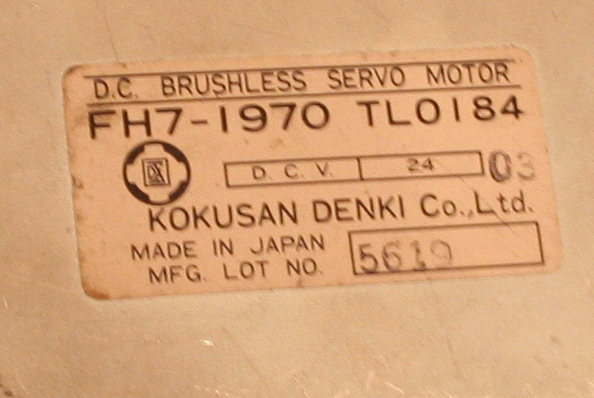 D.C. BRUSHLESS SERVO MOTOR
FH7-1970 TL0184
D. C. V. 24 03
KOKUSAN DENKI Co.,Ltd.
MADE IN JAPAN
MFG. LOT NO. 5619